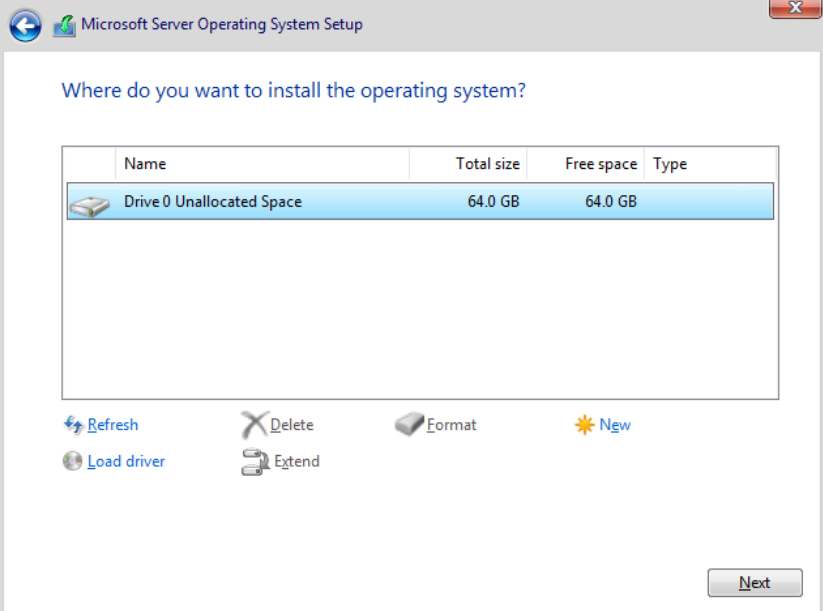 Microsoft Server Operating System Setup
Where do you want to install the operating system?
Name Total size Free space Type
Drive 0 Unallocated Space 64.0 GB 64.0 GB
Refresh Delete Format New
Load driver Extend
Next